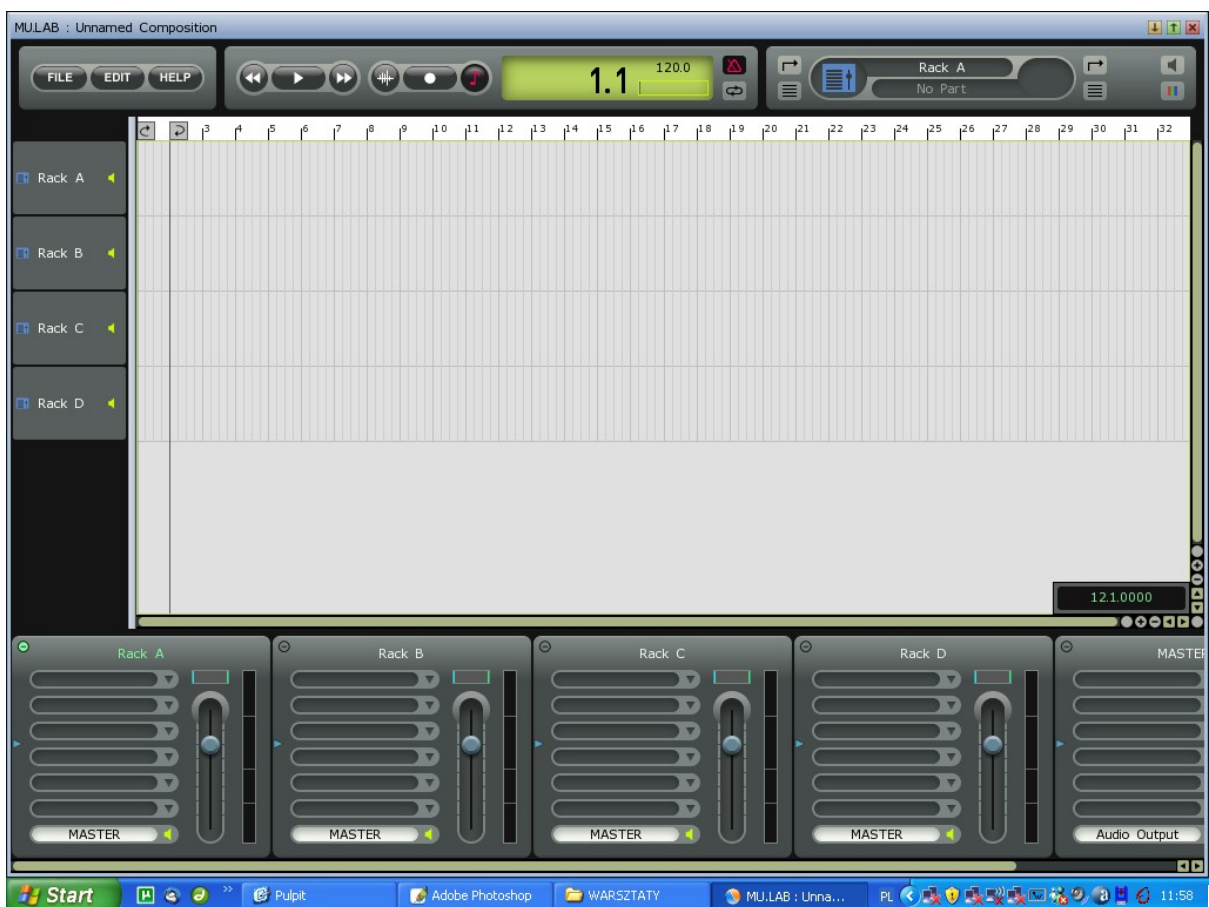 MU.LAB : Unnamed Composition
FILE EDIT HELP
1.1 120.0
Rack A
No Part
3 4 5 6 7 8 9 10 11 12 13 14 15 16 17 18 19 20 21 22 23 24 25 26 27 28 29 30 31 32
Rack A
Rack B
Rack C
Rack D
12.1.0000
Rack A Rack B Rack C Rack D MASTER
MASTER MASTER MASTER MASTER Audio Output
Start Pulpit Adobe Photoshop WARSZTATY MU.LAB : Unna... PL 11:58